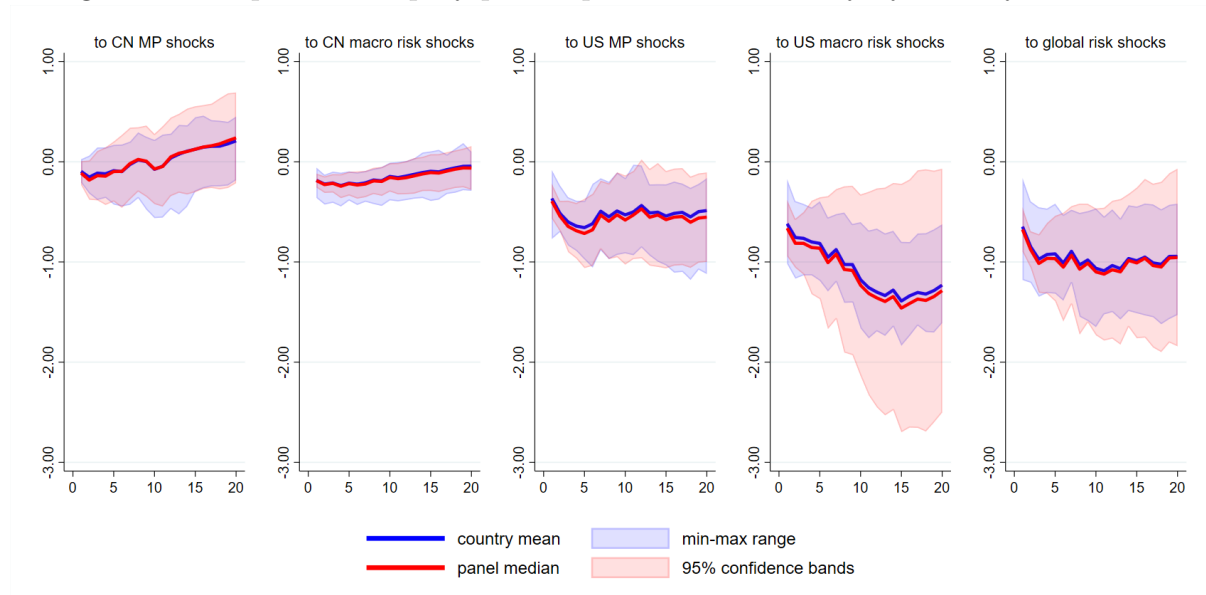 to CN MP shocks
to CN macro risk shocks
to US MP shocks
to US macro risk shocks
to global risk shocks
1.00
0.00
-1.00
-2.00
-3.00
0 5 10 15 20
1.00
0.00
-1.00
-2.00
-3.00
0 5 10 15 20
1.00
0.00
-1.00
-2.00
-3.00
0 5 10 15 20
1.00
0.00
-1.00
-2.00
-3.00
0 5 10 15 20
1.00
0.00
-1.00
-2.00
-3.00
0 5 10 15 20
country mean
min-max range
panel median
95% confidence bands